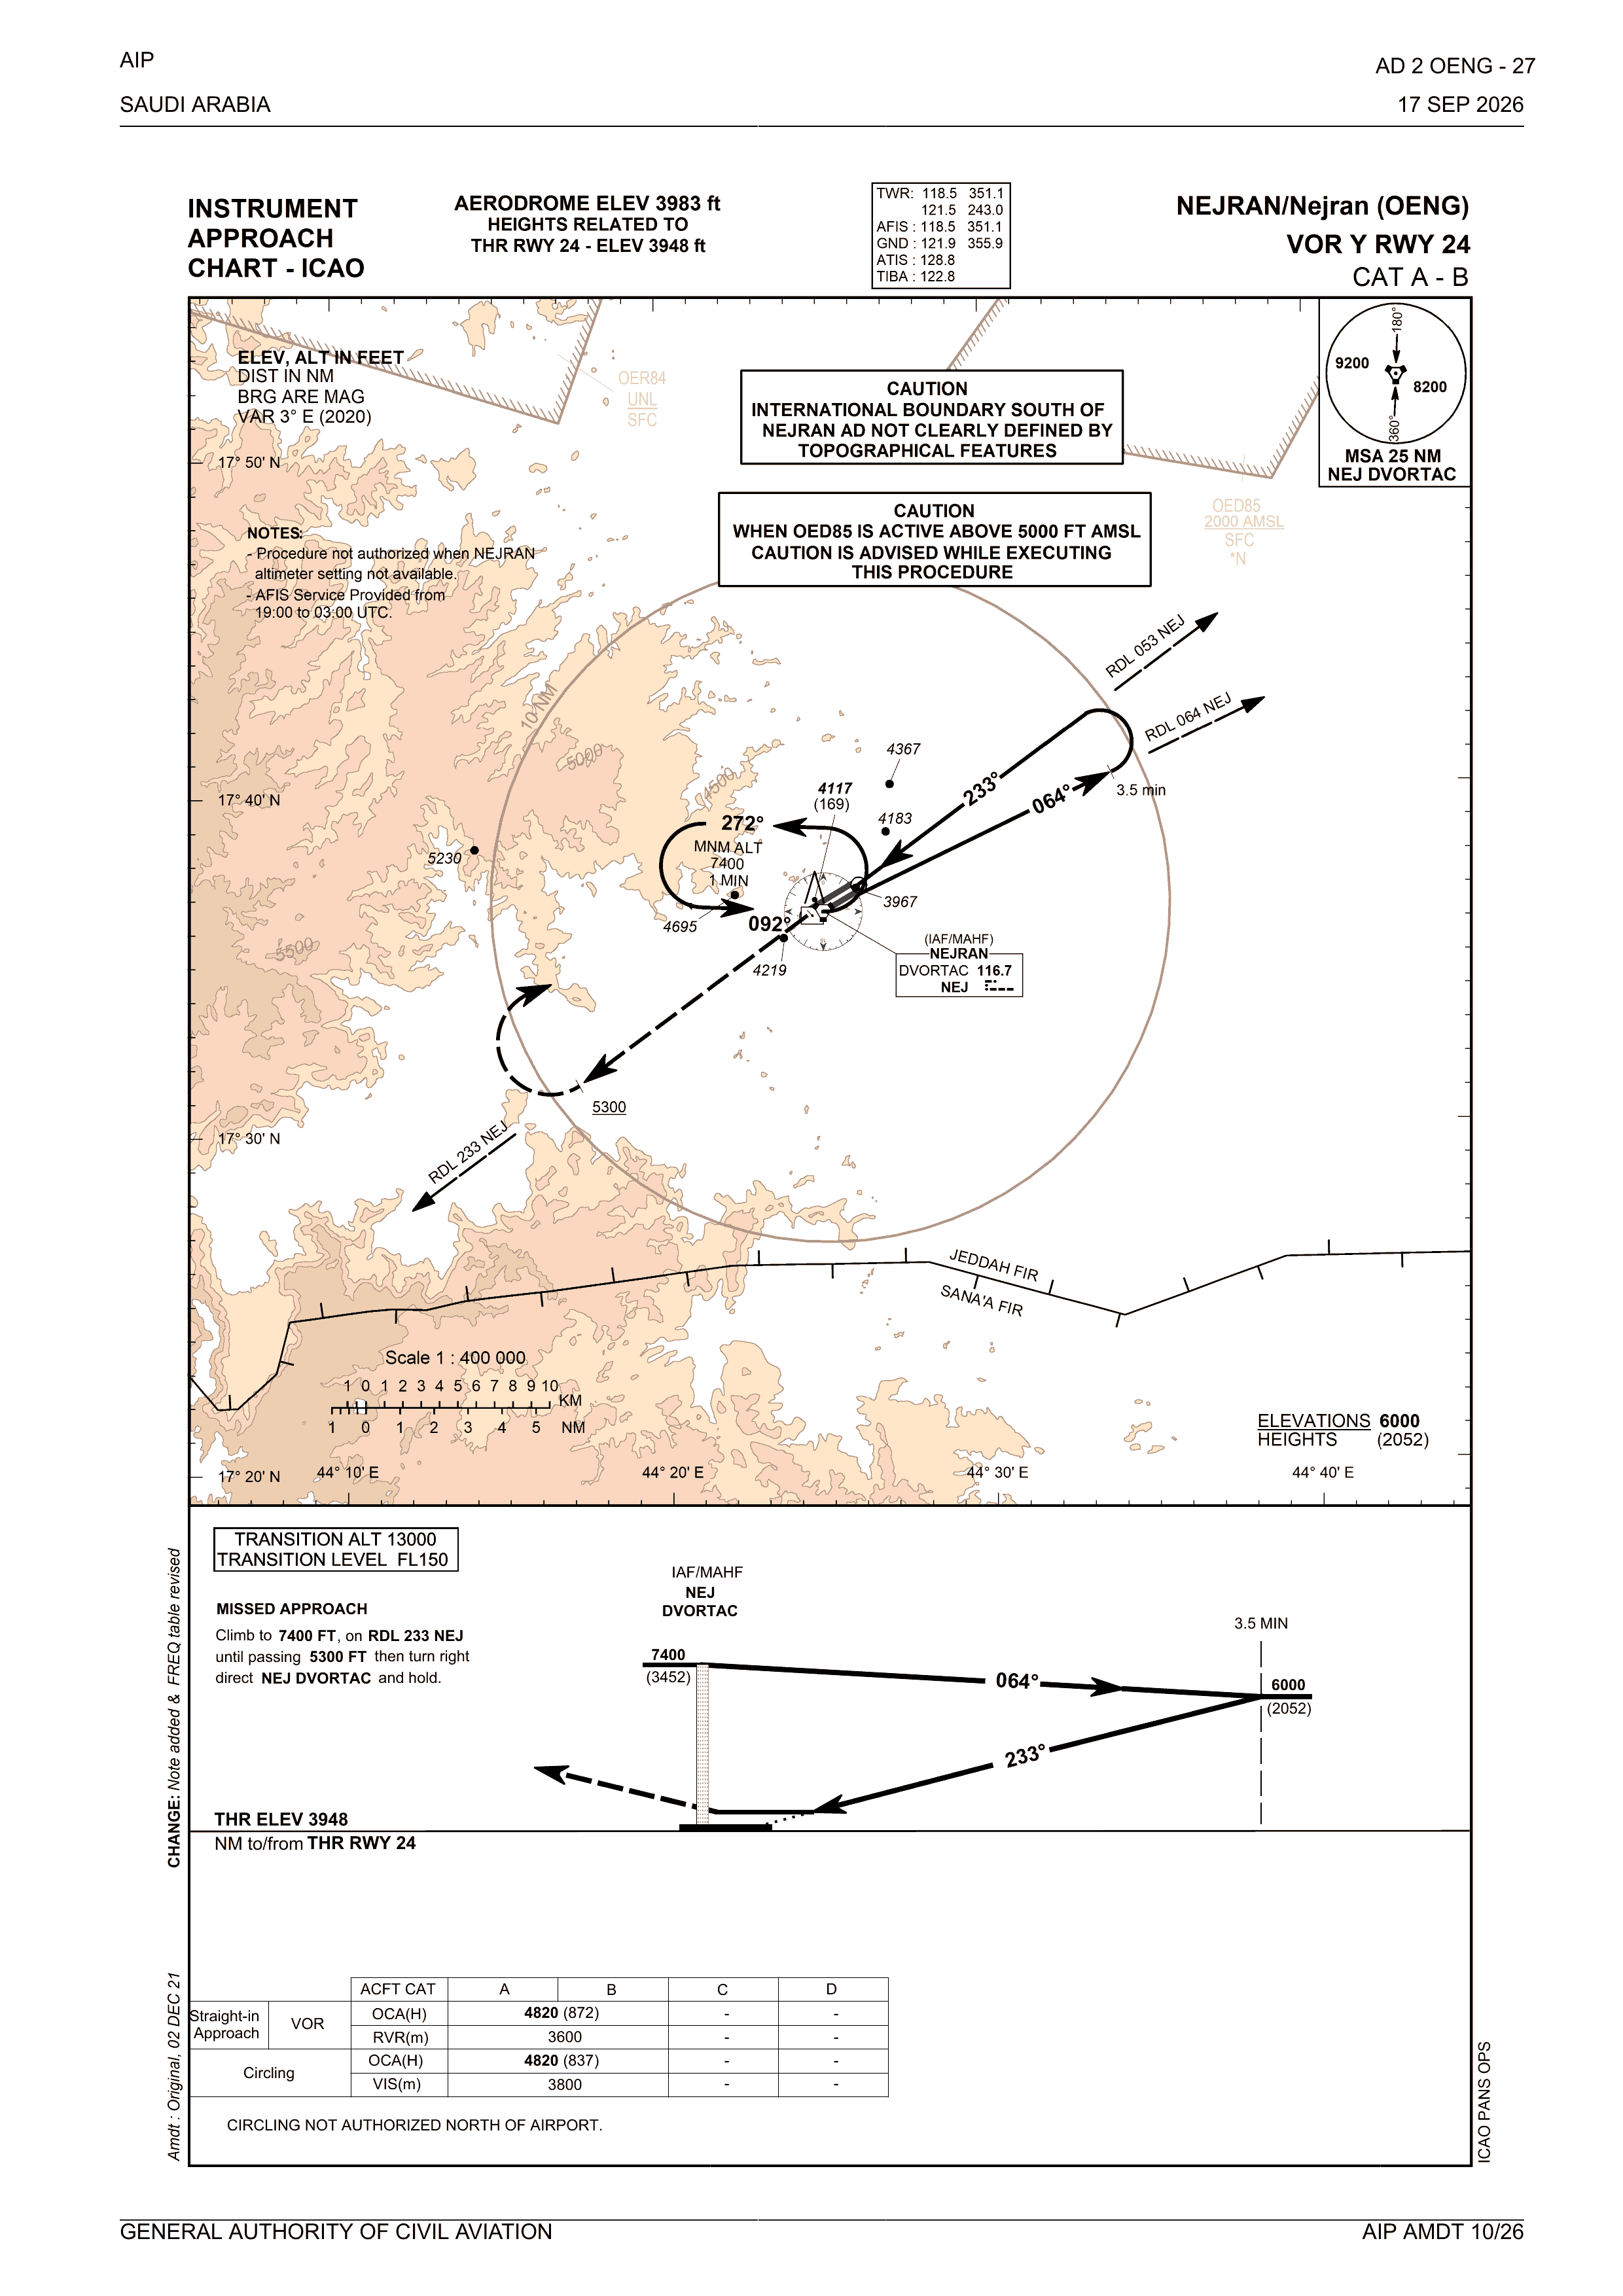 AIP
AD 2 OENG - 27
SAUDI ARABIA
17 SEP 2026
INSTRUMENT
APPROACH
CHART - ICAO
AERODROME ELEV 3983 ft
HEIGHTS RELATED TO
THR RWY 24 - ELEV 3948 ft
TWR: 118.5 351.1
121.5 243.0
AFIS : 118.5 351.1
GND : 121.9 355.9
ATIS : 128.8
TIBA : 122.8
NEJRAN/Nejran (OENG)
VOR Y RWY 24
CAT A - B
ELEV, ALT IN FEET
DIST IN NM
BRG ARE MAG
VAR 3° E (2020)
OER84
UNL
SFC
CAUTION
INTERNATIONAL BOUNDARY SOUTH OF
NEJRAN AD NOT CLEARLY DEFINED BY
TOPOGRAPHICAL FEATURES
180°
9200
8200
360°
MSA 25 NM
NEJ DVORTAC
17° 50' N
CAUTION
WHEN OED85 IS ACTIVE ABOVE 5000 FT AMSL
CAUTION IS ADVISED WHILE EXECUTING
THIS PROCEDURE
OED85
2000 AMSL
SFC
*N
NOTES:
- Procedure not authorized when NEJRAN
altimeter setting not available.
- AFIS Service Provided from
19:00 to 03:00 UTC.
RDL 053 NEJ
RDL 064 NEJ
10 NM
5000
4500
4367
4117
(169)
233°
064°
3.5 min
17° 40' N
4183
272°
MNM ALT
7400
1 MIN
5230
3967
4695
092°
4219
5500
(IAF/MAHF)
NEJRAN
DVORTAC 116.7
NEJ
5300
17° 30' N
RDL 233 NEJ
JEDDAH FIR
SANA'A FIR
Scale 1 : 400 000
1 0 1 2 3 4 5 6 7 8 9 10
KM
1 0 1 2 3 4 5 NM
ELEVATIONS 6000
HEIGHTS (2052)
17° 20' N
44° 10' E
44° 20' E
44° 30' E
44° 40' E
TRANSITION ALT 13000
TRANSITION LEVEL FL150
MISSED APPROACH
Climb to 7400 FT, on RDL 233 NEJ
until passing 5300 FT then turn right
direct NEJ DVORTAC and hold.
IAF/MAHF
NEJ
DVORTAC
3.5 MIN
7400
(3452)
064°
6000
(2052)
233°
THR ELEV 3948
NM to/from THR RWY 24
CHANGE: Note added & FREQ table revised
Amdt : Original, 02 DEC 21
ACFT CAT A B C D
Straight-in
Approach
VOR
OCA(H) 4820 (872) - -
RVR(m) 3600 - -
Circling
OCA(H) 4820 (837) - -
VIS(m) 3800 - -
CIRCLING NOT AUTHORIZED NORTH OF AIRPORT.
ICAO PANS OPS
GENERAL AUTHORITY OF CIVIL AVIATION
AIP AMDT 10/26